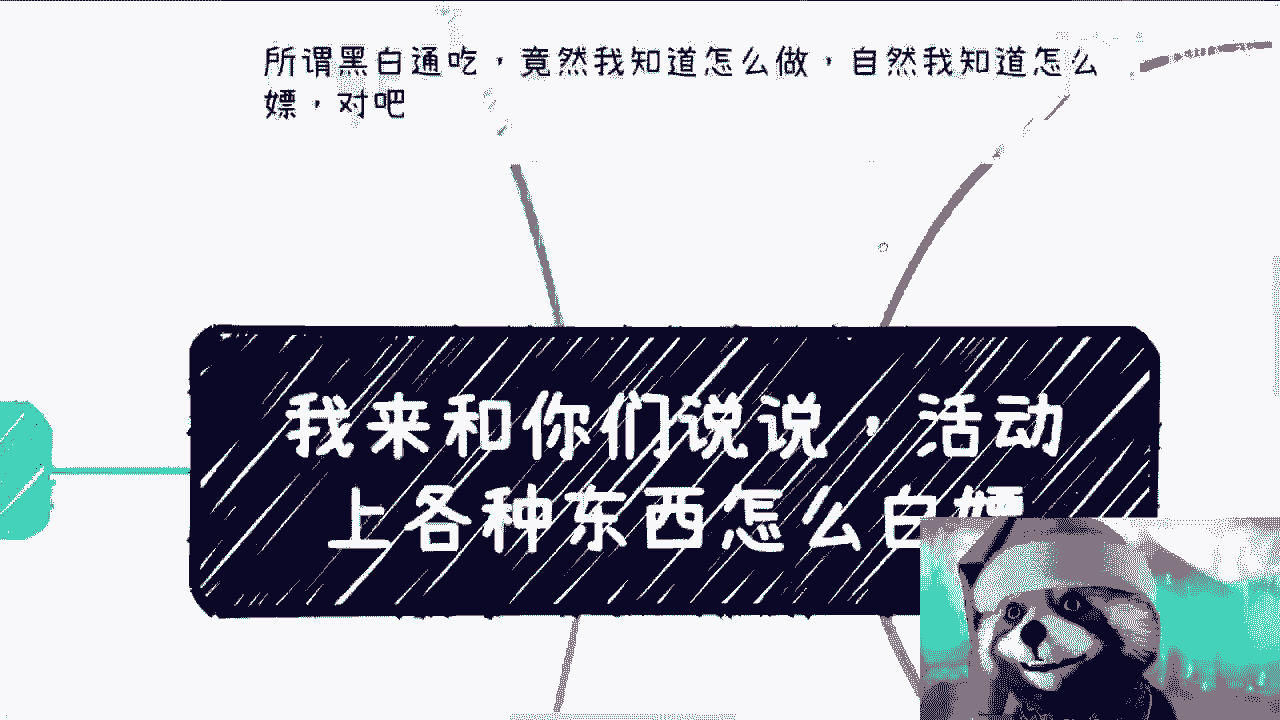 所谓黑白通吃，竟然我知道怎么做，自然我知道怎么
嫖，对吧
我来和你们说说，活动
上各种东西怎么白嫖